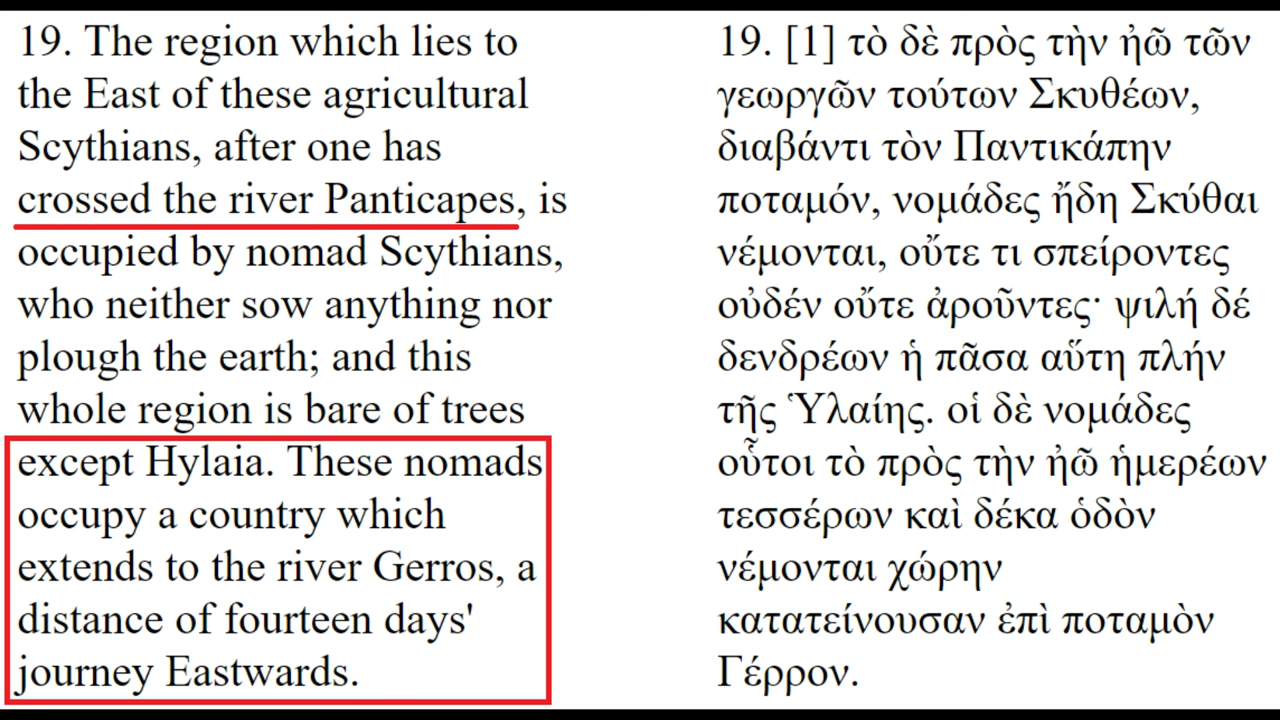 19. The region which lies to
the East of these agricultural
Scythians, after one has
crossed the river Panticapes, is
occupied by nomad Scythians,
who neither sow anything nor
plough the earth; and this
whole region is bare of trees
except Hylaia. These nomads
occupy a country which
extends to the river Gerros, a
distance of fourteen days'
journey Eastwards.
19. [1] τὸ δὲ πρὸς τὴν ἠῶ τῶν
γεωργῶν τούτων Σκυθέων,
διαβάντι τὸν Παντικάπην
ποταμόν, νομάδες ἤδη Σκύθαι
νέμονται, οὔτε τι σπείροντες
οὐδέν οὔτε ἀροῦντες· ψιλή δέ
δενδρέων ἡ πᾶσα αὕτη πλήν
τῆς Ὑλαίης. οἱ δὲ νομάδες
οὗτοι τὸ πρὸς τὴν ἠῶ ἡμερέων
τεσσέρων καὶ δέκα ὁδὸν
νέμονται χώρην
κατατείνουσαν ἐπὶ ποταμὸν
Γέρρον.